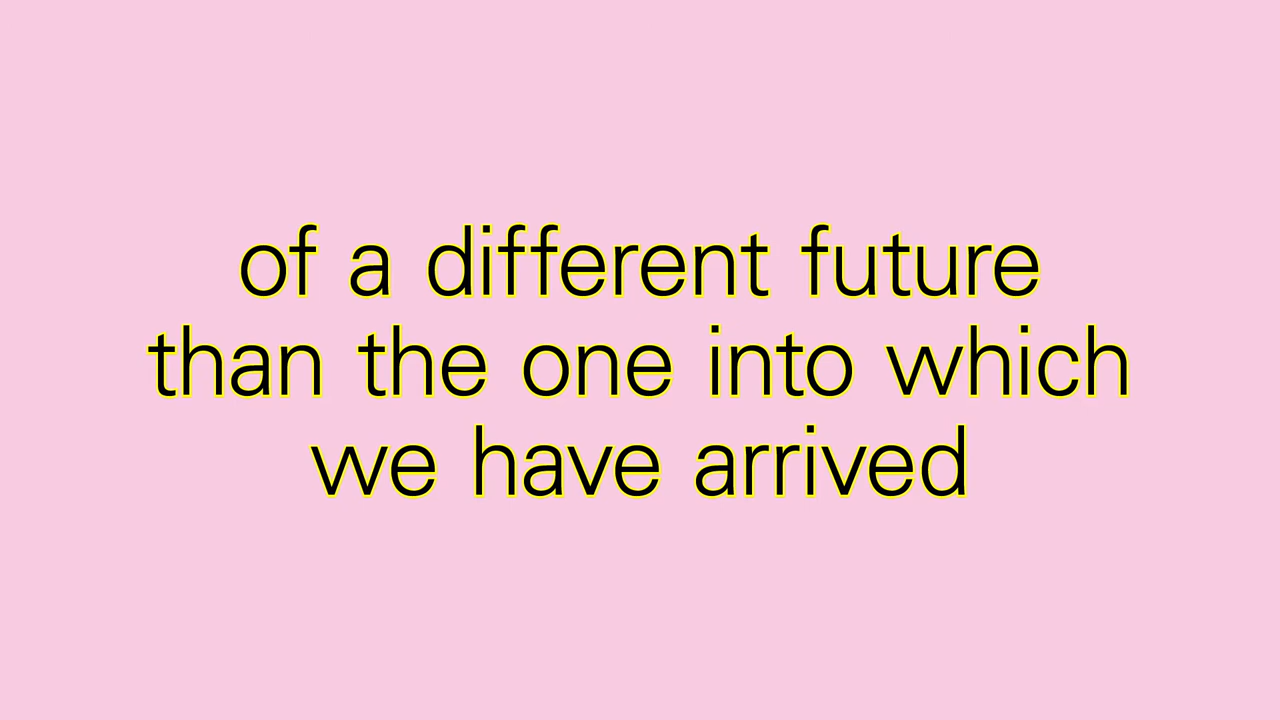 of a different future
than the one into which
we have arrived